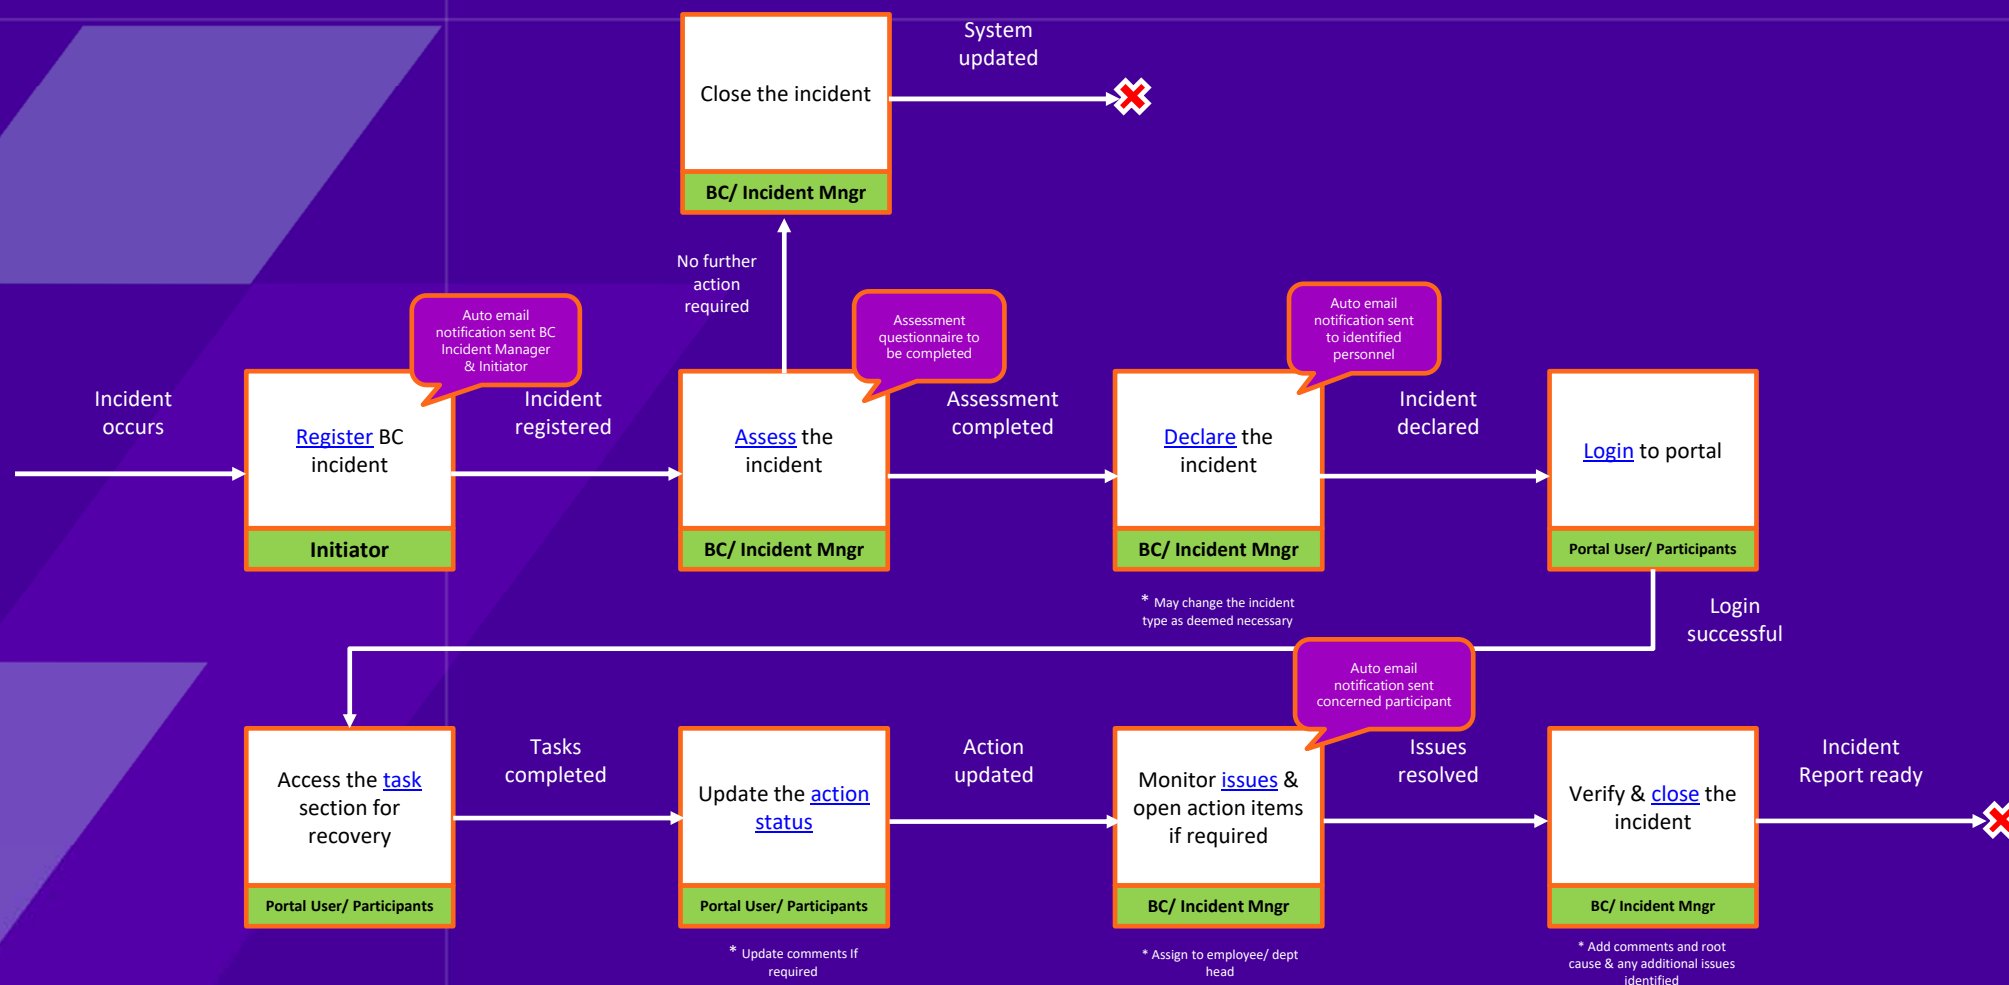 System
updated
Close the incident
BC/ Incident Mngr
No further
action
required
Auto email
notification sent BC
Incident Manager
& Initiator
Assessment
questionnaire to
be completed
Auto email
notification sent
to identified
personnel
Incident
occurs
Register BC
incident
Initiator
Incident
registered
Assess the
incident
BC/ Incident Mngr
Assessment
completed
Declare the
incident
BC/ Incident Mngr
* May change the incident
type as deemed necessary
Incident
declared
Login to portal
Portal User/ Participants
Login
successful
Access the task
section for
recovery
Portal User/ Participants
Tasks
completed
Update the action
status
Portal User/ Participants
* Update comments If
required
Action
updated
Auto email
notification sent
concerned participant
Monitor issues &
open action items
if required
BC/ Incident Mngr
* Assign to employee/ dept
head
Issues
resolved
Verify & close the
incident
BC/ Incident Mngr
* Add comments and root
cause & any additional issues
identified
Incident
Report ready